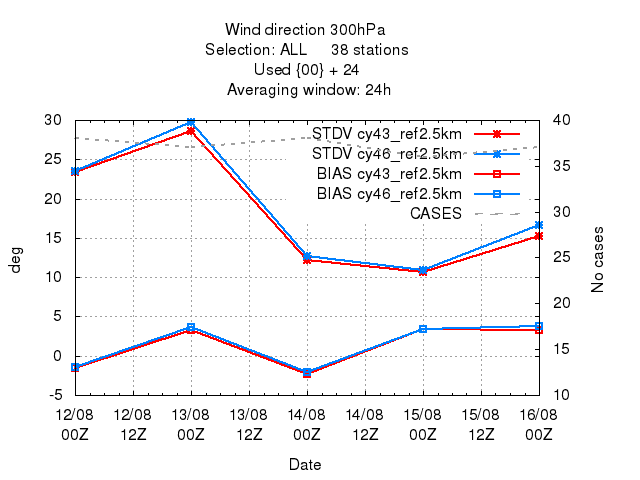 Wind direction 300hPa
Selection: ALL 38 stations
Used {00} + 24
Averaging window: 24h
30 40
STDV cy43_ref2.5km
STDV cy46_ref2.5km
25 35
BIAS cy43_ref2.5km
BIAS cy46_ref2.5km
20
CASES
30
15
deg
25
No cases
10
20
5
15
0
-5 10
12/08 12/08 13/08 13/08 14/08 14/08 15/08 15/08 16/08
00Z 12Z 00Z 12Z 00Z 12Z 00Z 12Z 00Z
Date